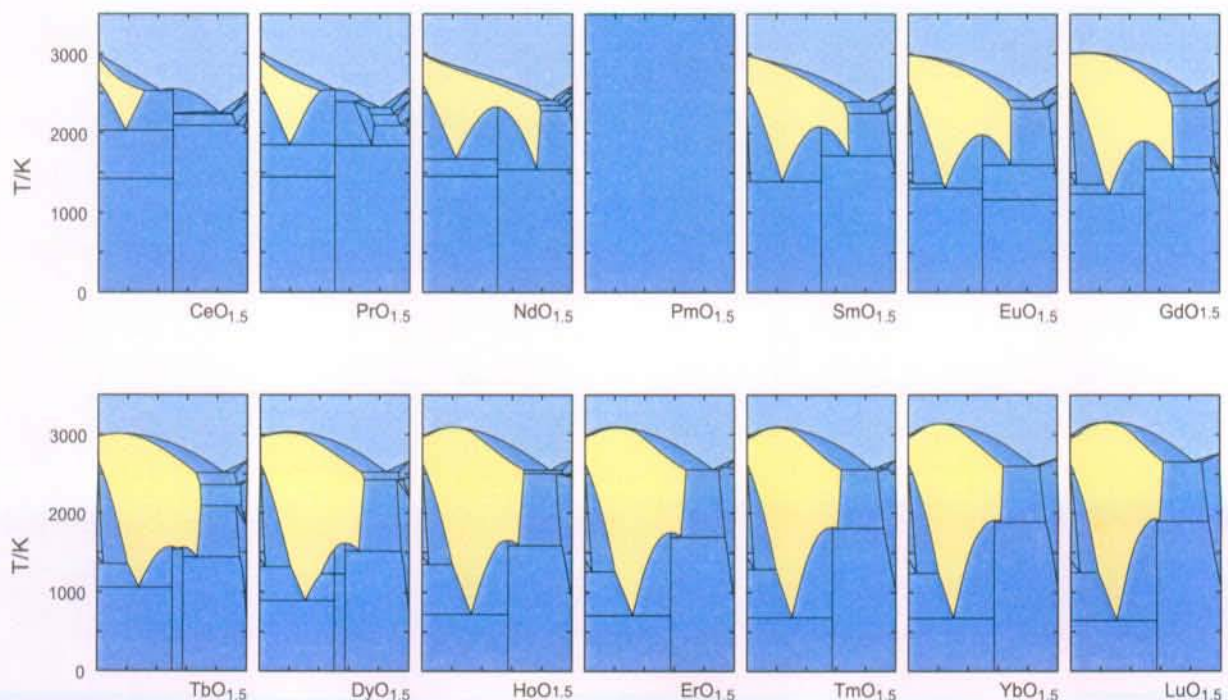 3000
2000
1000
0
T/K
CeO1.5 PrO1.5 NdO1.5 PmO1.5 SmO1.5 EuO1.5 GdO1.5
3000
2000
1000
0
T/K
TbO1.5 DyO1.5 HoO1.5 ErO1.5 TmO1.5 YbO1.5 LuO1.5